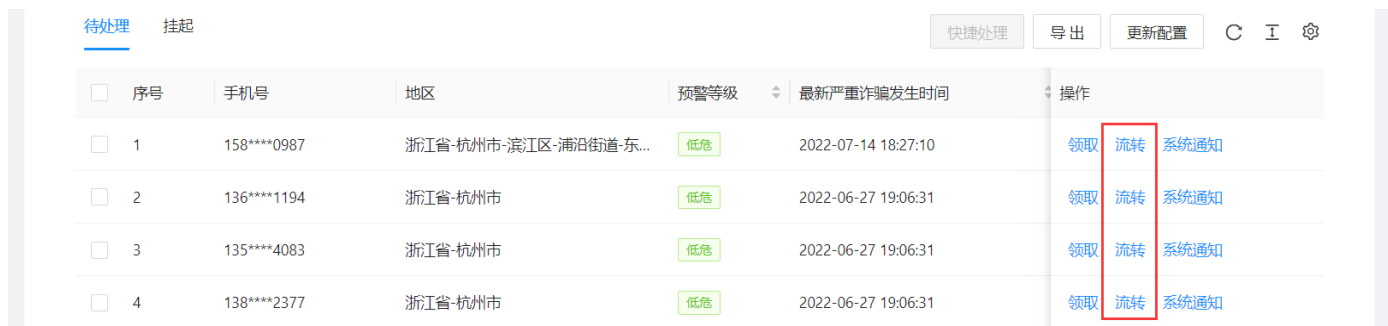 待处理 挂起 快捷处理 导出 更新配置
序号 手机号 地区 预警等级 最新严重诈骗发生时间 操作
1 158****0987 浙江省-杭州市-滨江区-浦沿街道-东... 低危 2022-07-14 18:27:10 领取 流转 系统通知
2 136****1194 浙江省-杭州市 低危 2022-06-27 19:06:31 领取 流转 系统通知
3 135****4083 浙江省-杭州市 低危 2022-06-27 19:06:31 领取 流转 系统通知
4 138****2377 浙江省-杭州市 低危 2022-06-27 19:06:31 领取 流转 系统通知